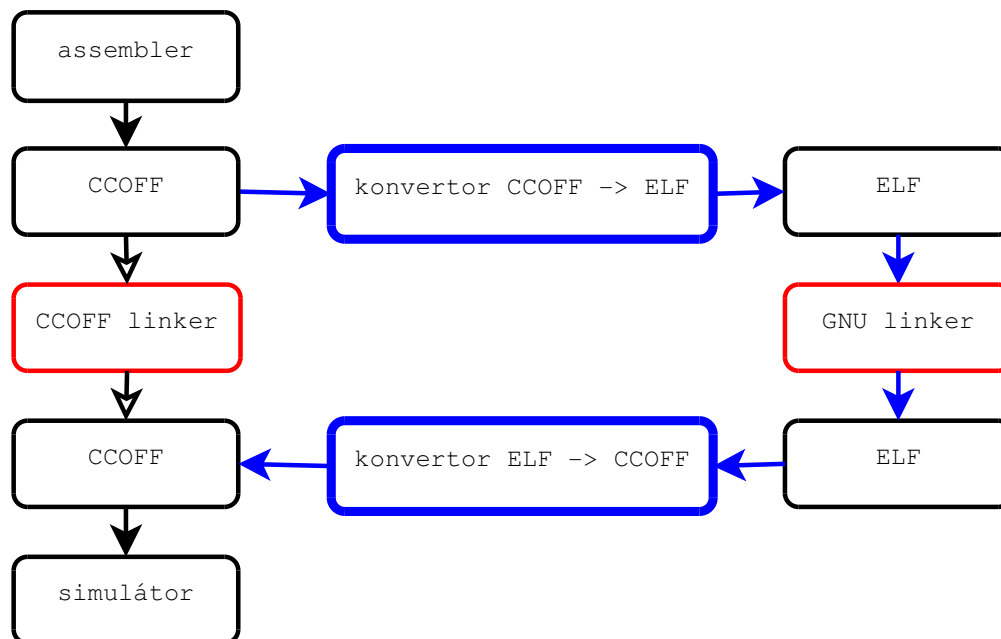 assembler
CCOFF
konvertor CCOFF −> ELF
ELF
CCOFF linker
GNU linker
CCOFF
konvertor ELF −> CCOFF
ELF
simulátor